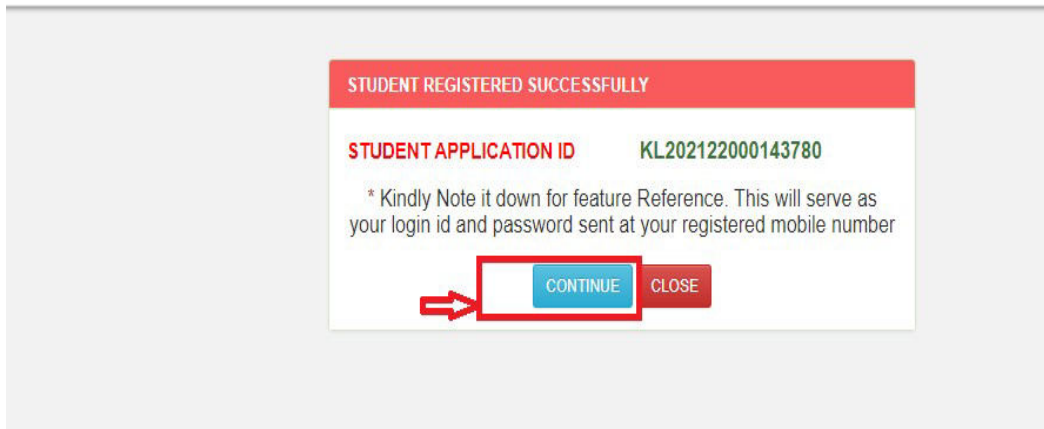 STUDENT REGISTERED SUCCESSFULLY
STUDENT APPLICATION ID KL202122000143780
* Kindly Note it down for feature Reference. This will serve as
your login id and password sent at your registered mobile number
CONTINUE CLOSE